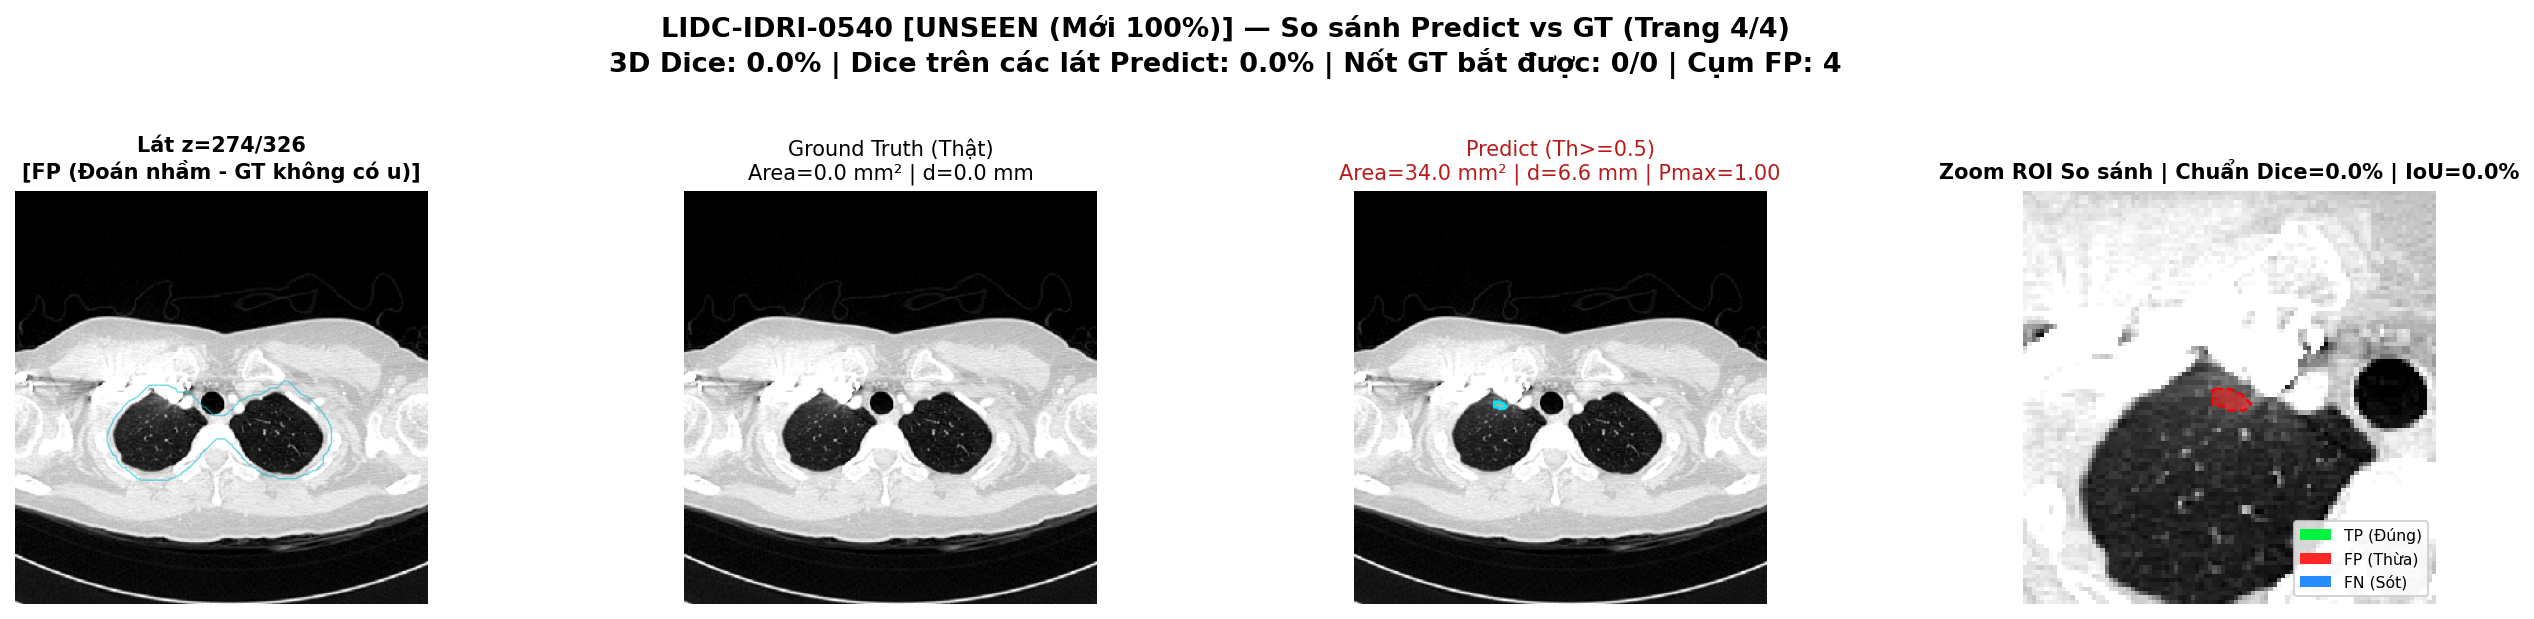 LIDC-IDRI-0540 [UNSEEN (Mới 100%)] — So sánh Predict vs GT (Trang 4/4)
3D Dice: 0.0% | Dice trên các lát Predict: 0.0% | Nốt GT bắt được: 0/0 | Cụm FP: 4
Lát z=274/326
[FP (Đoán nhầm - GT không có u)]
Ground Truth (Thật)
Area=0.0 mm² | d=0.0 mm
Predict (Th>=0.5)
Area=34.0 mm² | d=6.6 mm | Pmax=1.00
Zoom ROI So sánh | Chuẩn Dice=0.0% | IoU=0.0%
TP (Đúng)
FP (Thừa)
FN (Sót)